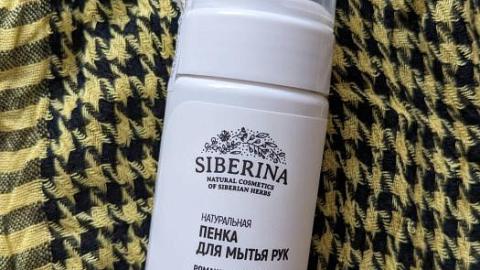 SIBERINA
NATURAL COSMETICS
OF SIBERIAN HERBS
НАТУРАЛЬНАЯ
ПЕНКА
ДЛЯ МЫТЬЯ РУК